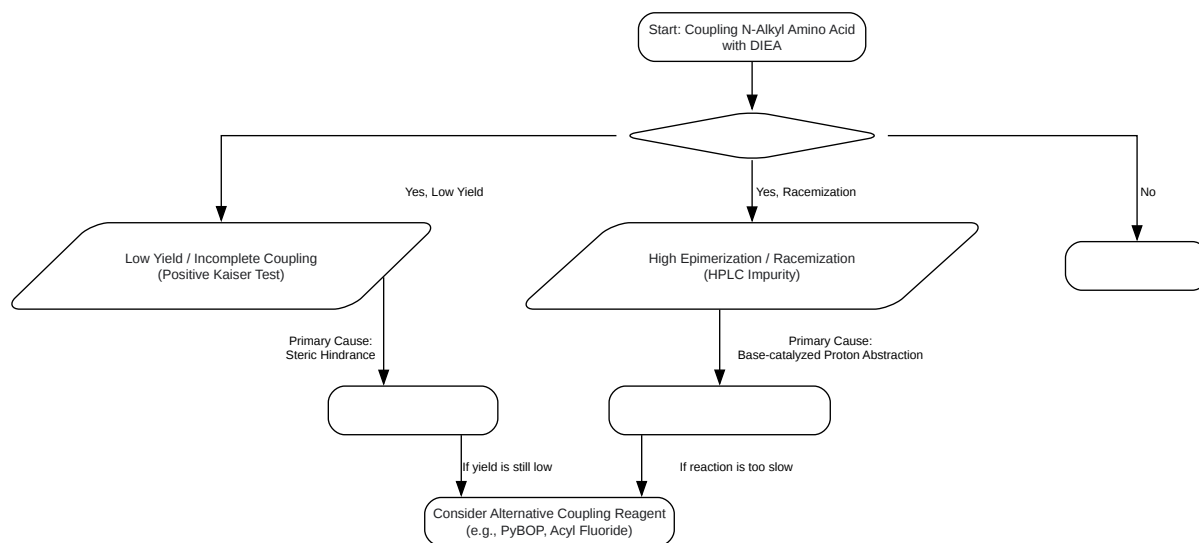 Start: Coupling N-Alkyl Amino Acid
with DIEA
Yes, Low Yield
Yes, Racemization
No
Low Yield / Incomplete Coupling
(Positive Kaiser Test)
High Epimerization / Racemization
(HPLC Impurity)
Primary Cause:
Steric Hindrance
Primary Cause:
Base-catalyzed Proton Abstraction
If yield is still low
If reaction is too slow
Consider Alternative Coupling Reagent
(e.g., PyBOP, Acyl Fluoride)